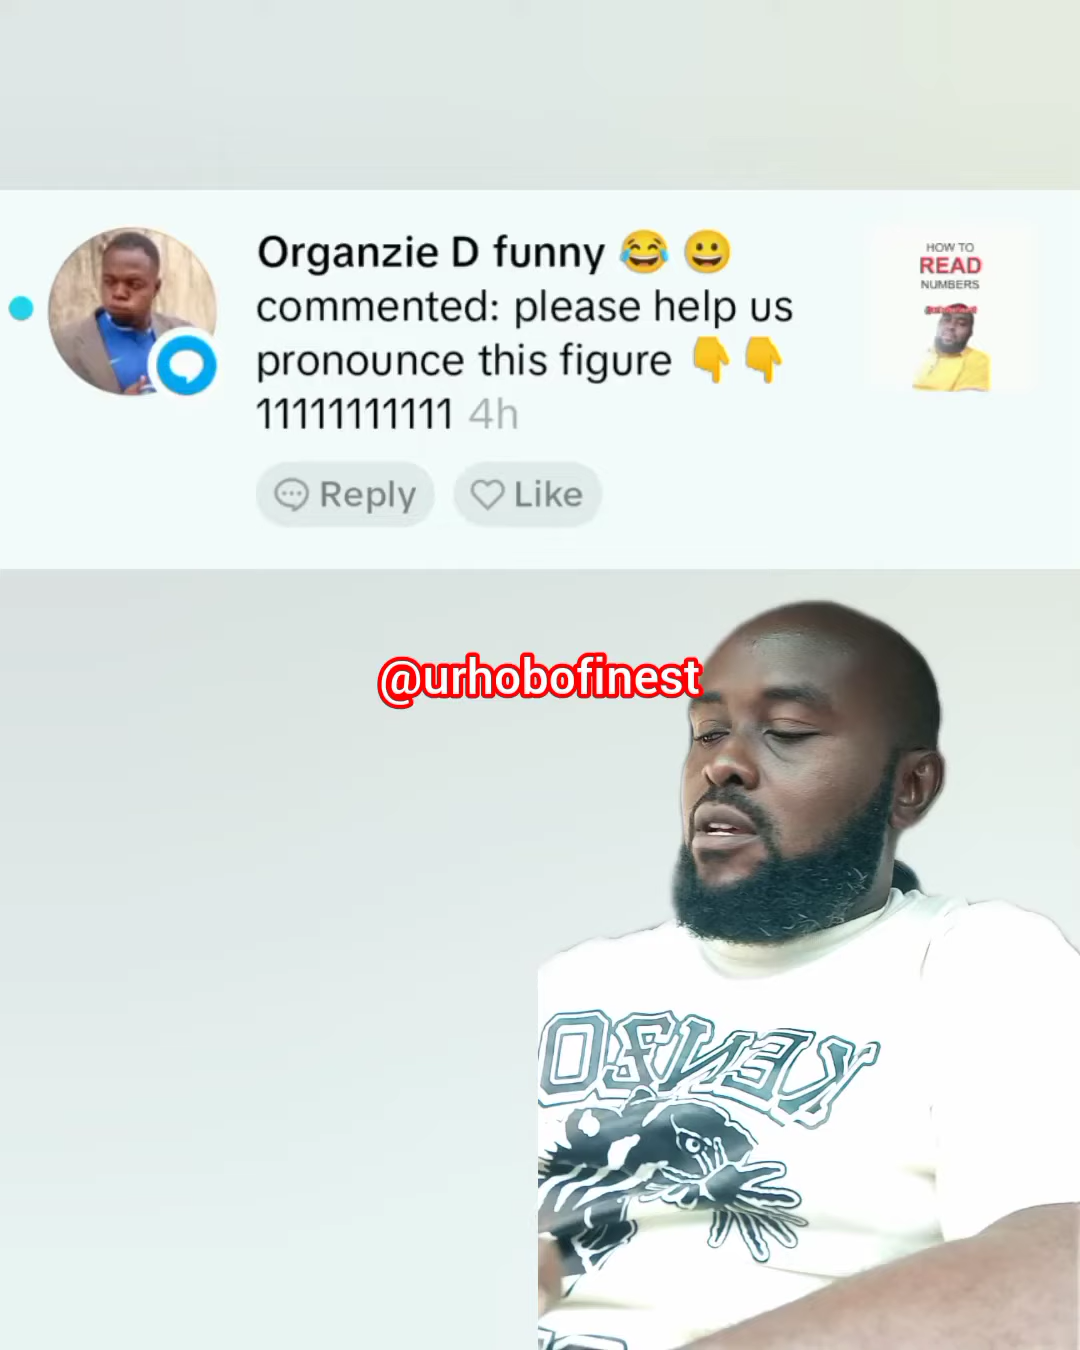 Organzie D funny 😂 😀
commented: please help us
pronounce this figure 👇👇
11111111111 4h
Reply
Like
HOW TO
READ
NUMBERS
@urhobofinest
KENZO